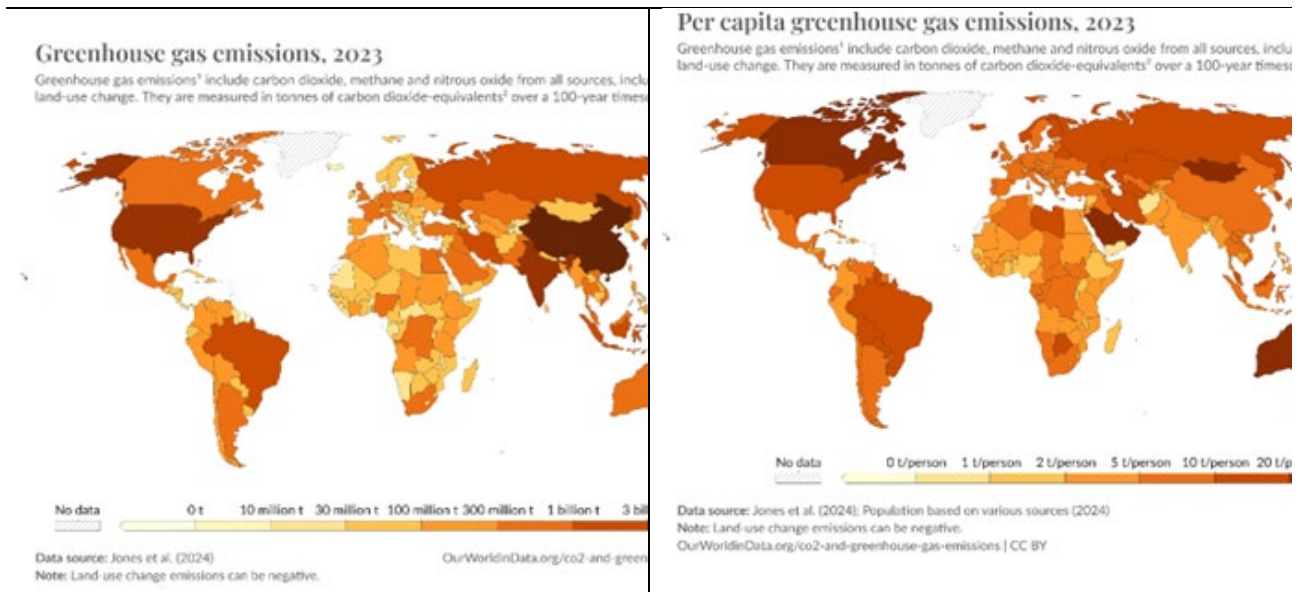 Greenhouse gas emissions, 2023
Greenhouse gas emissions¹ include carbon dioxide, methane and nitrous oxide from all sources, inclu
land-use change. They are measured in tonnes of carbon dioxide-equivalents² over a 100-year times
No data
0 t
10 million t
30 million t
100 million t
300 million t
1 billion t
3 bil
Data source: Jones et al. (2024)
OurWorldinData.org/co2-and-green
Note: Land-use change emissions can be negative.
Per capita greenhouse gas emissions, 2023
Greenhouse gas emissions¹ include carbon dioxide, methane and nitrous oxide from all sources, inclu
land-use change. They are measured in tonnes of carbon dioxide-equivalents² over a 100-year times
No data
0 t/person
1 t/person
2 t/person
5 t/person
10 t/person
20 t/p
Data source: Jones et al. (2024); Population based on various sources (2024)
Note: Land-use change emissions can be negative.
OurWorldinData.org/co2-and-greenhouse-gas-emissions | CC BY